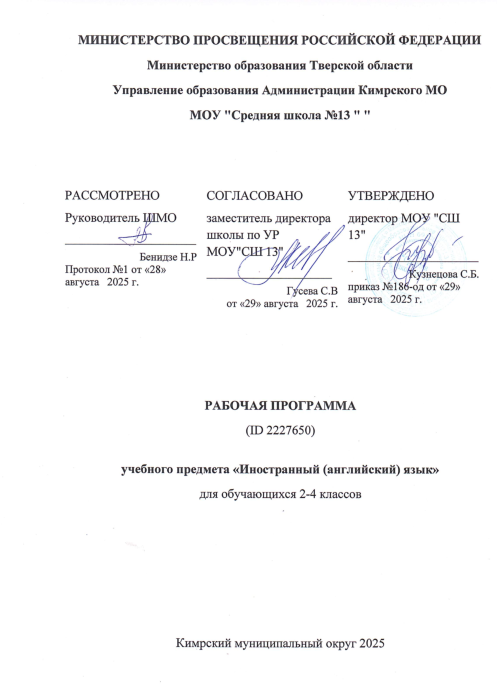 МИНИСТЕРСТВО ПРОСВЕЩЕНИЯ РОССИЙСКОЙ ФЕДЕРАЦИИ
Министерство образования Тверской области
Управление образования Администрации Кимрского МО
МОУ "Средняя школа №13 " "
РАССМОТРЕНО
Руководитель ШМО
Бенидзе Н.Р
Протокол №1 от «28»
августа 2025 г.
СОГЛАСОВАНО
заместитель директора
школы по УР
МОУ"СШ 13"
Гусева С.В
от «29» августа 2025 г.
УТВЕРЖДЕНО
директор МОУ "СШ
13"
Кузнецова С.Б.
приказ №186-од от «29»
августа 2025 г.
РАБОЧАЯ ПРОГРАММА
(ID 2227650)
учебного предмета «Иностранный (английский) язык»
для обучающихся 2-4 классов
Кимрский муниципальный округ 2025